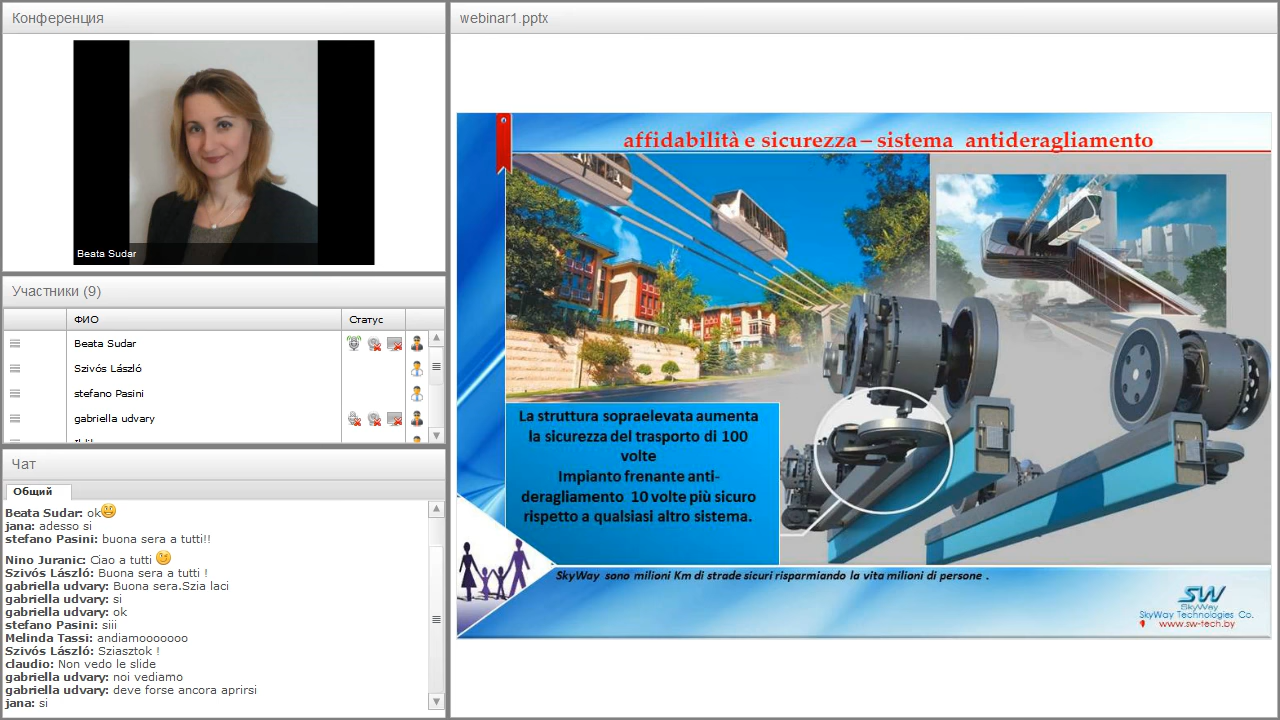 Конференция
Beata Sudar
Участники (9)
ФИО
Статус
Beata Sudar
Szivós László
stefano Pasini
gabriella udvary
Чат
Общий
Beata Sudar: ok
jana: adesso si
stefano Pasini: buona sera a tutti!!
Nino Juranic: Ciao a tutti
Szivós László: Buona sera a tutti !
gabriella udvary: Buona sera.Szia laci
gabriella udvary: si
gabriella udvary: ok
stefano Pasini: siii
Melinda Tassi: andiamooooooo
Szivós László: Sziasztok !
claudio: Non vedo le slide
gabriella udvary: noi vediamo
gabriella udvary: deve forse ancora aprirsi
jana: si
webinar1.pptx
affidabilità e sicurezza – sistema antideragliamento
La struttura sopraelevata aumenta
la sicurezza del trasporto di 100
volte
Impianto frenante anti-
deragliamento 10 volte più sicuro
rispetto a qualsiasi altro sistema.
SkyWay sono milioni Km di strade sicuri risparmiando la vita milioni di persone .
SW
SkyWay
SkyWay Technologies Co.
www.sw-tech.by